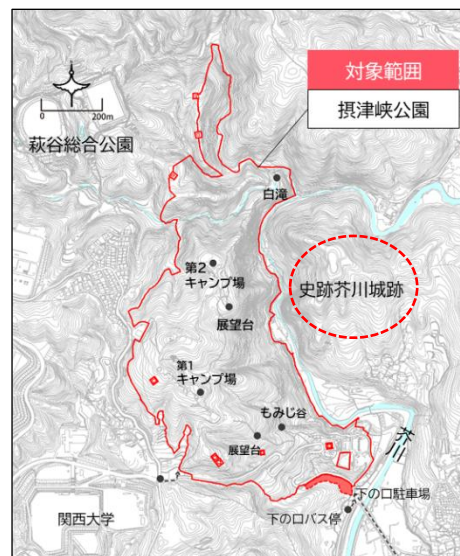 対象範囲
摂津峡公園
0 200m
萩谷総合公園
白滝
第2
キャンプ場
史跡芥川城跡
展望台
第1
キャンプ場
もみじ谷
展望台
芥川
下の口駐車場
下の口バス停
関西大学